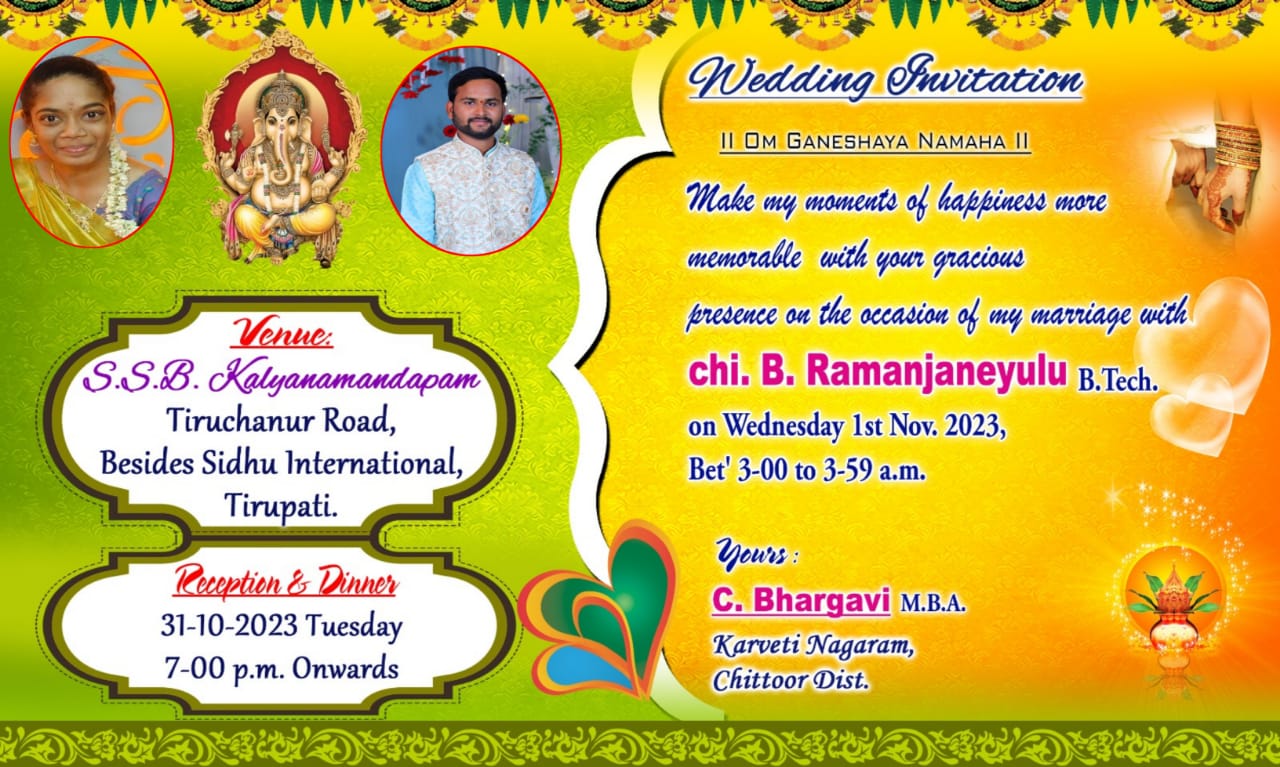 Wedding Invitation
II Om Ganeshaya Namaha II
Make my moments of happiness more
memorable with your gracious
presence on the occasion of my marriage with
chi. B. Ramanjaneyulu B.Tech.
on Wednesday 1st Nov. 2023,
Bet' 3-00 to 3-59 a.m.
Yours :
C. Bhargavi M.B.A.
Karveti Nagaram,
Chittoor Dist.
Venue:
S.S.B. Kalyanamandapam
Tiruchanur Road,
Besides Sidhu International,
Tirupati.
Reception & Dinner
31-10-2023 Tuesday
7-00 p.m. Onwards